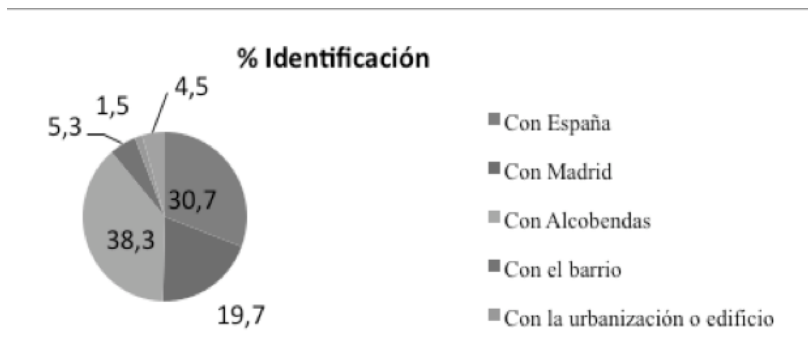 % Identificación
4,5
1,5
5,3
30,7
38,3
19,7
Con España
Con Madrid
Con Alcobendas
Con el barrio
Con la urbanización o edificio